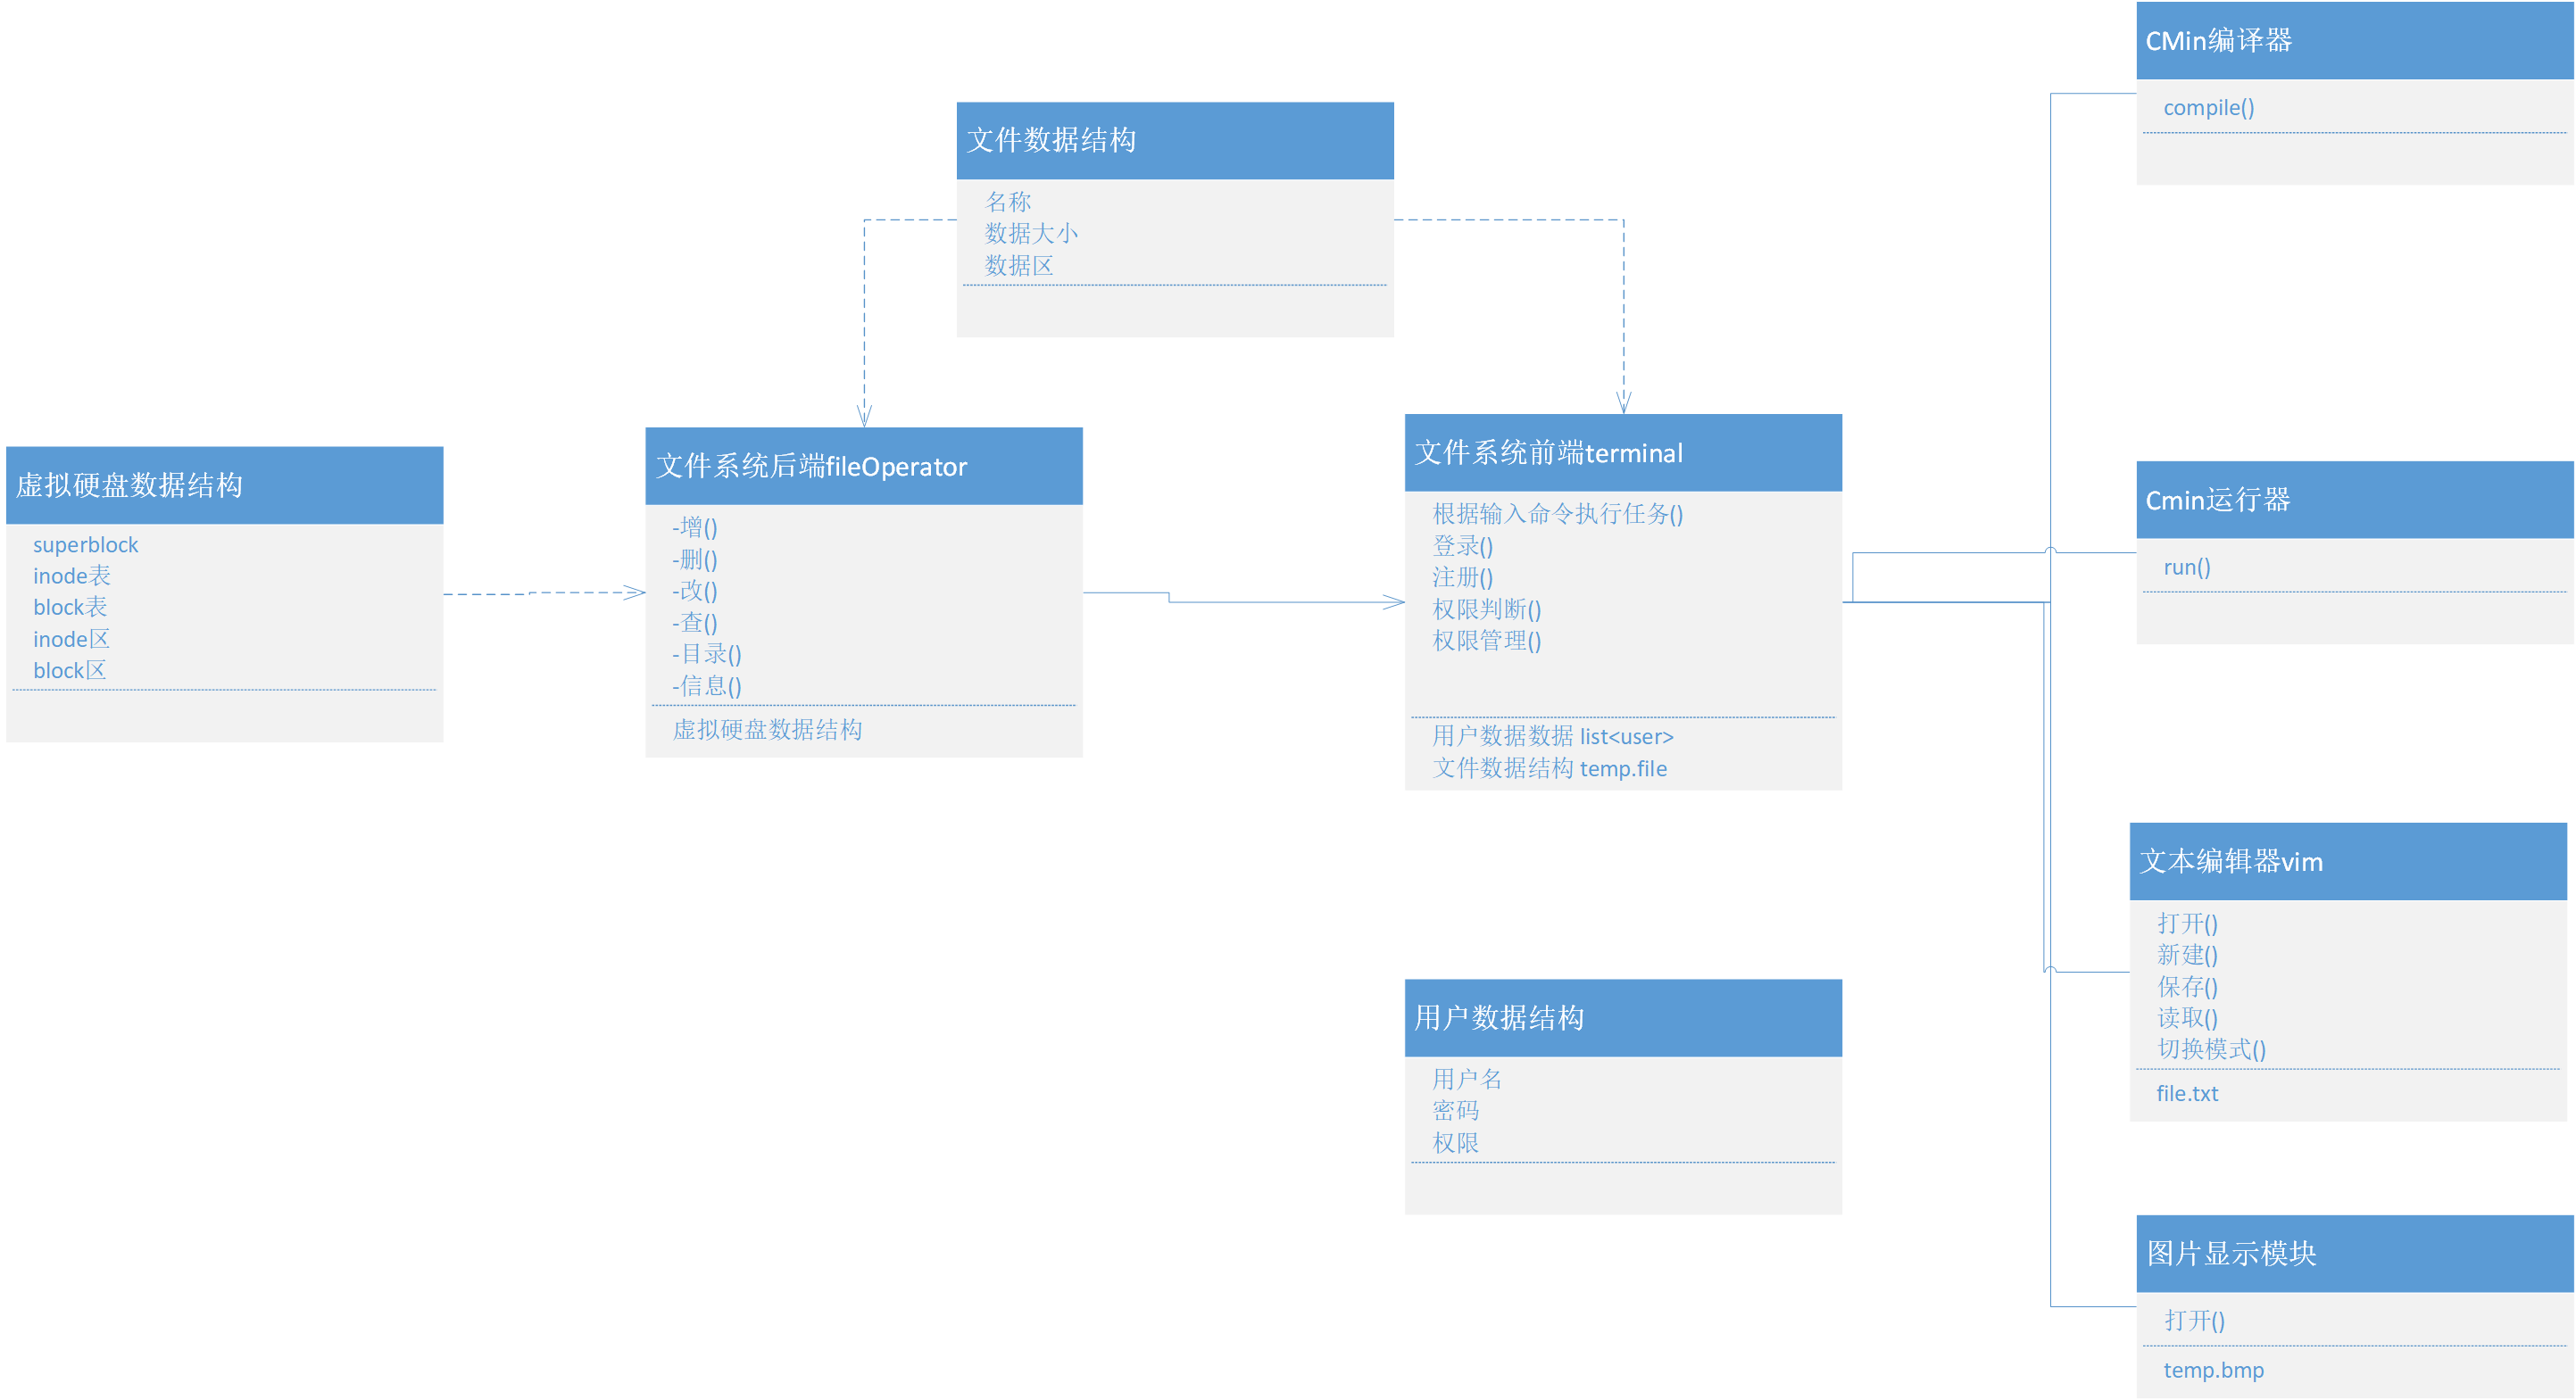 CMin编译器
compile()
文件数据结构
名称
数据大小
数据区
虚拟硬盘数据结构
superblock
inode表
block表
inode区
block区
文件系统后端fileOperator
-增()
-删()
-改()
-查()
-目录()
-信息()
虚拟硬盘数据结构
文件系统前端terminal
根据输入命令执行任务()
登录()
注册()
权限判断()
权限管理()
用户数据数据 list<user>
文件数据结构 temp.file
Cmin运行器
run()
文本编辑器vim
打开()
新建()
保存()
读取()
切换模式()
file.txt
用户数据结构
用户名
密码
权限
图片显示模块
打开()
temp.bmp